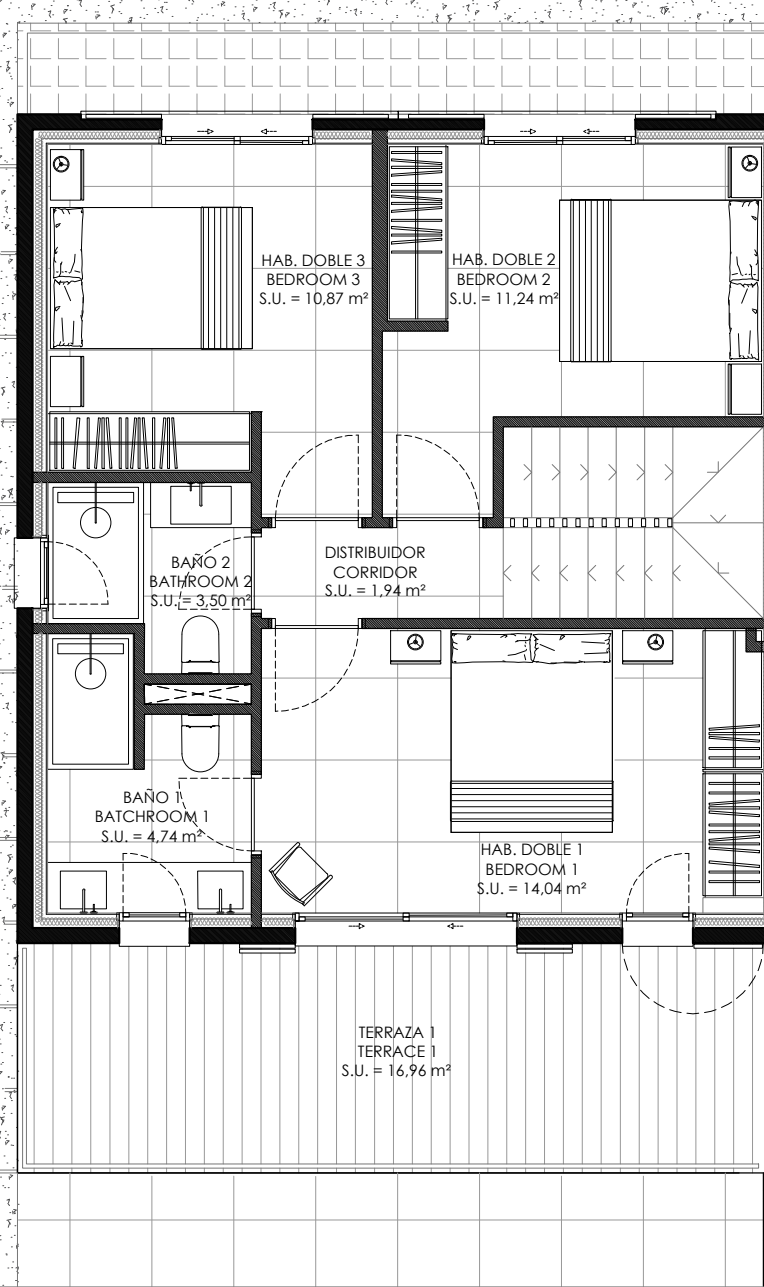 HAB. DOBLE 3
BEDROOM 3
S.U. = 10,87 m²
HAB. DOBLE 2
BEDROOM 2
S.U. = 11,24 m²
BAÑO 2
BATHROOM 2
S.U. = 3,50 m²
DISTRIBUIDOR
CORRIDOR
S.U. = 1,94 m²
BAÑO 1
BATCHROOM 1
S.U. = 4,74 m²
HAB. DOBLE 1
BEDROOM 1
S.U. = 14,04 m²
TERRAZA 1
TERRACE 1
S.U. = 16,96 m²